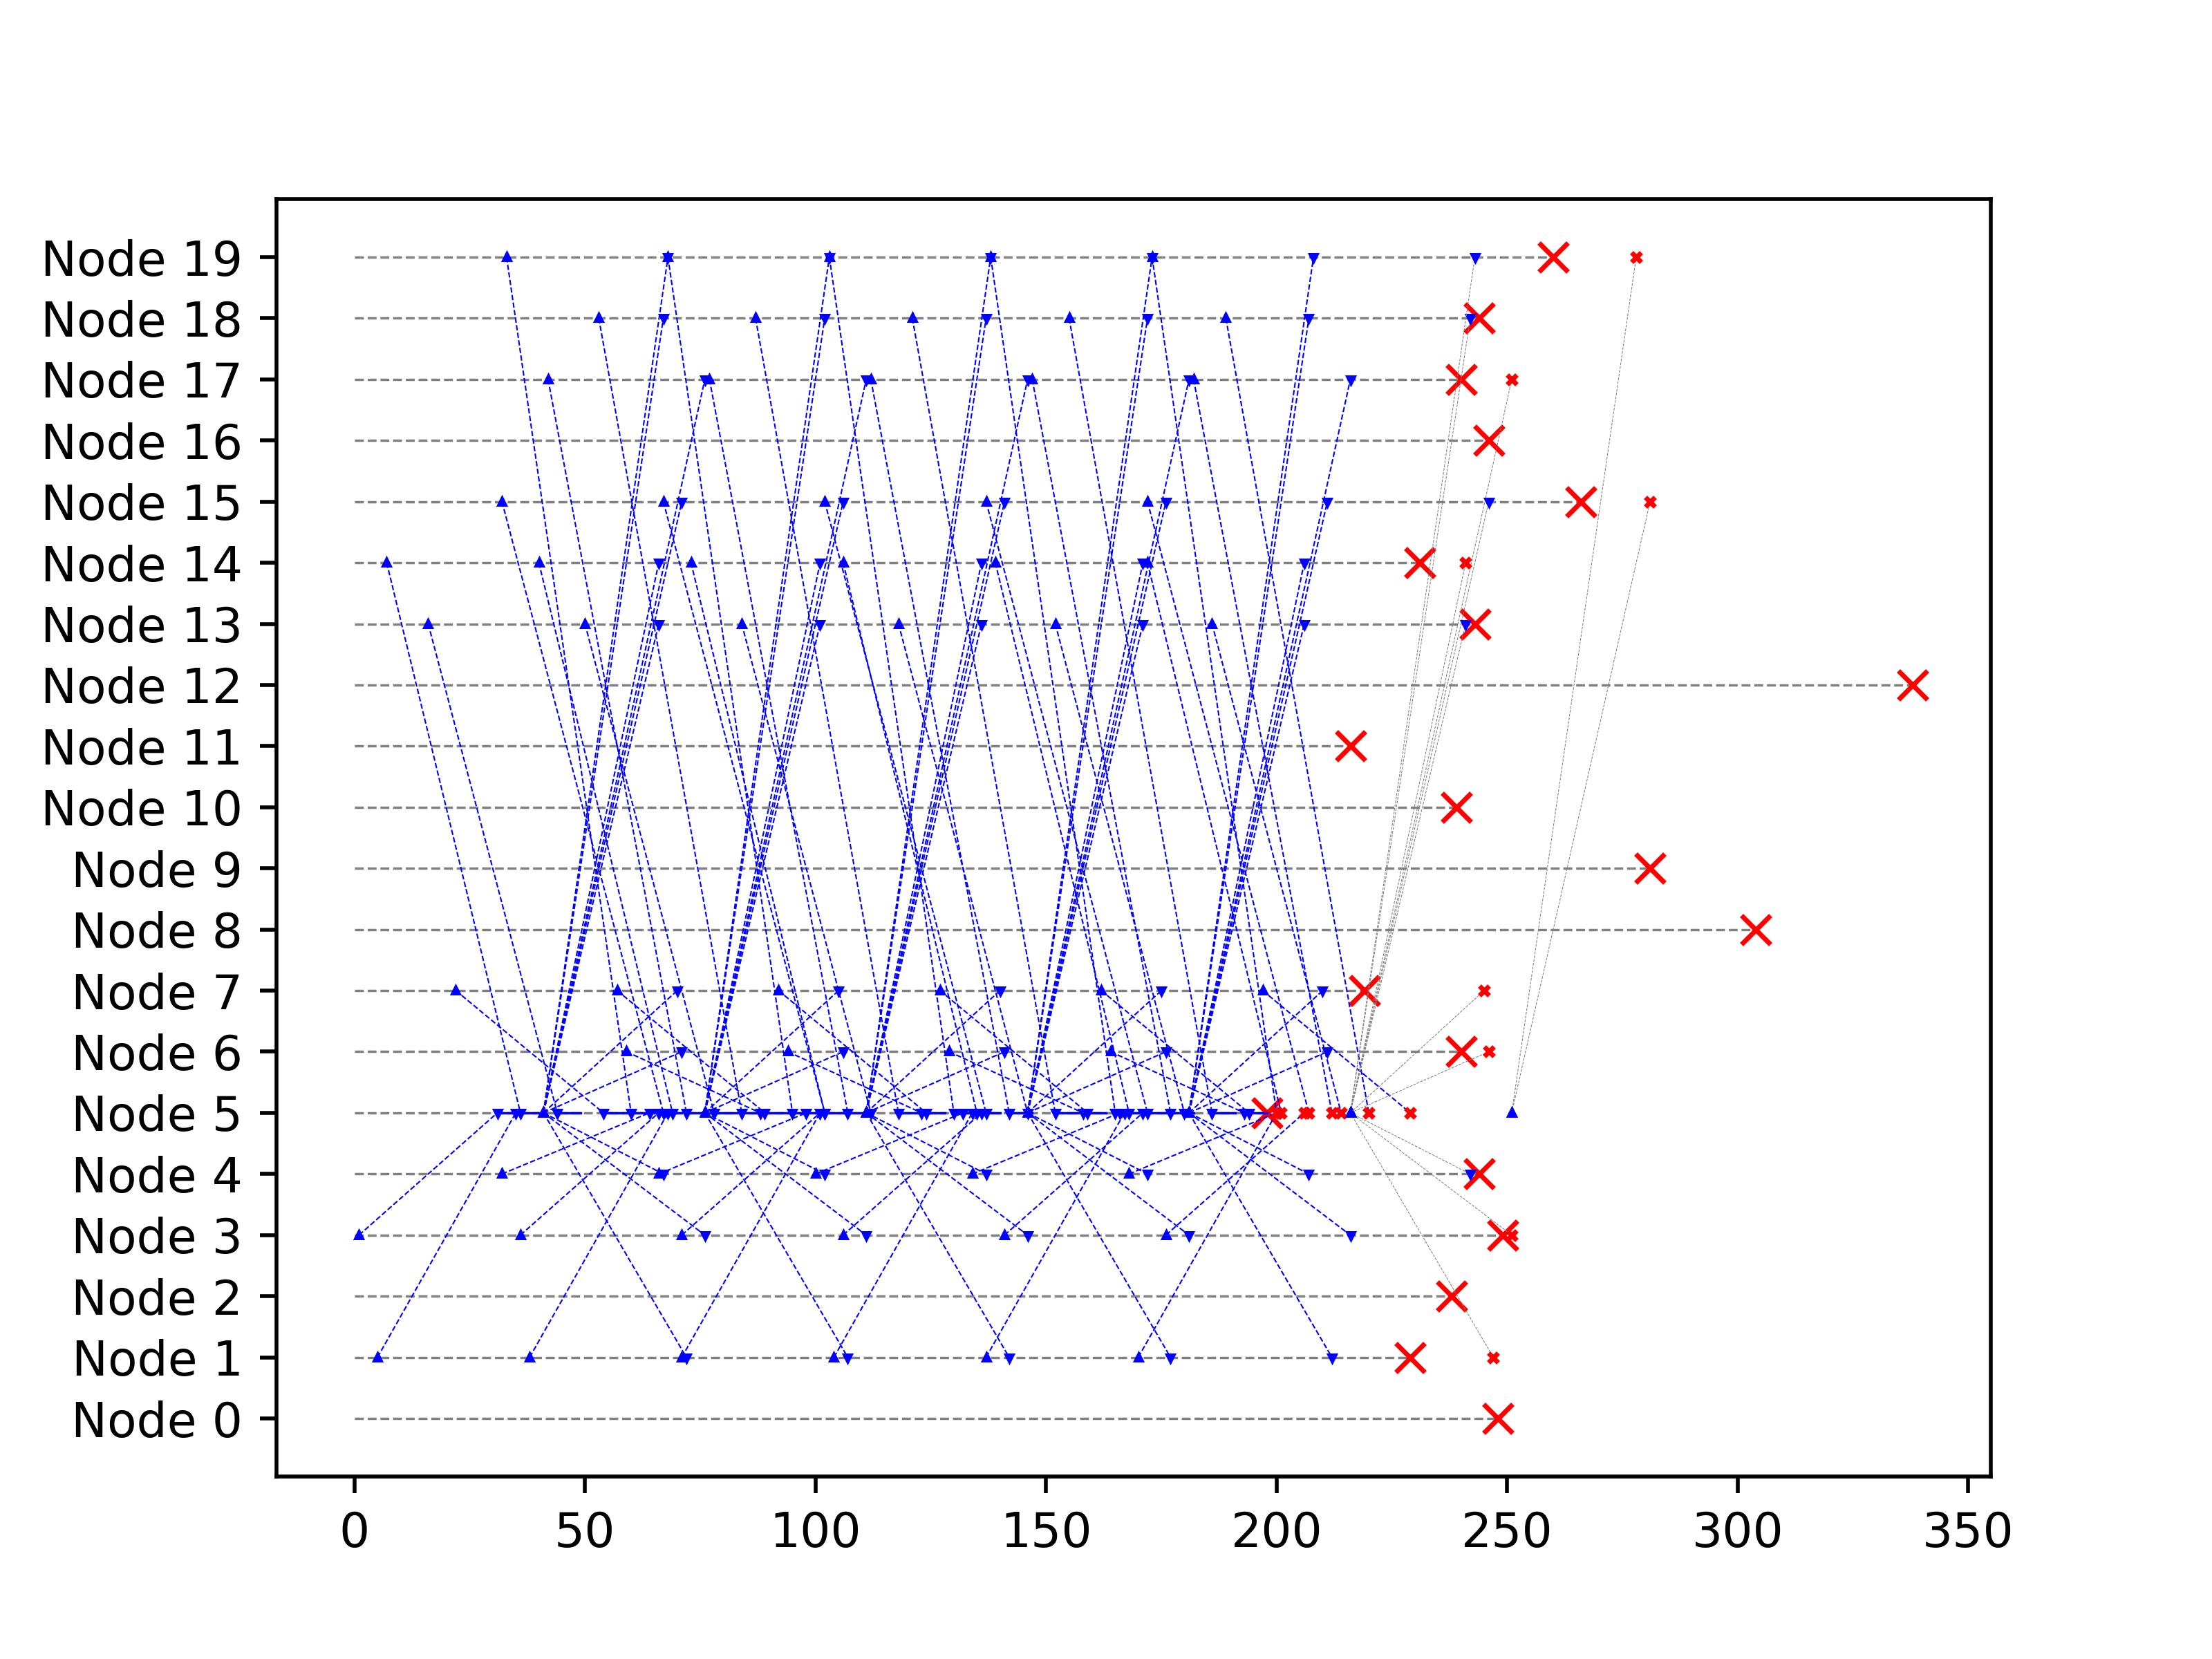 Node 19
Node 18
Node 17
Node 16
Node 15
Node 14
Node 13
Node 12
Node 11
Node 10
Node 9
Node 8
Node 7
Node 6
Node 5
Node 4
Node 3
Node 2
Node 1
Node 0
0 50 100 150 200 250 300 350